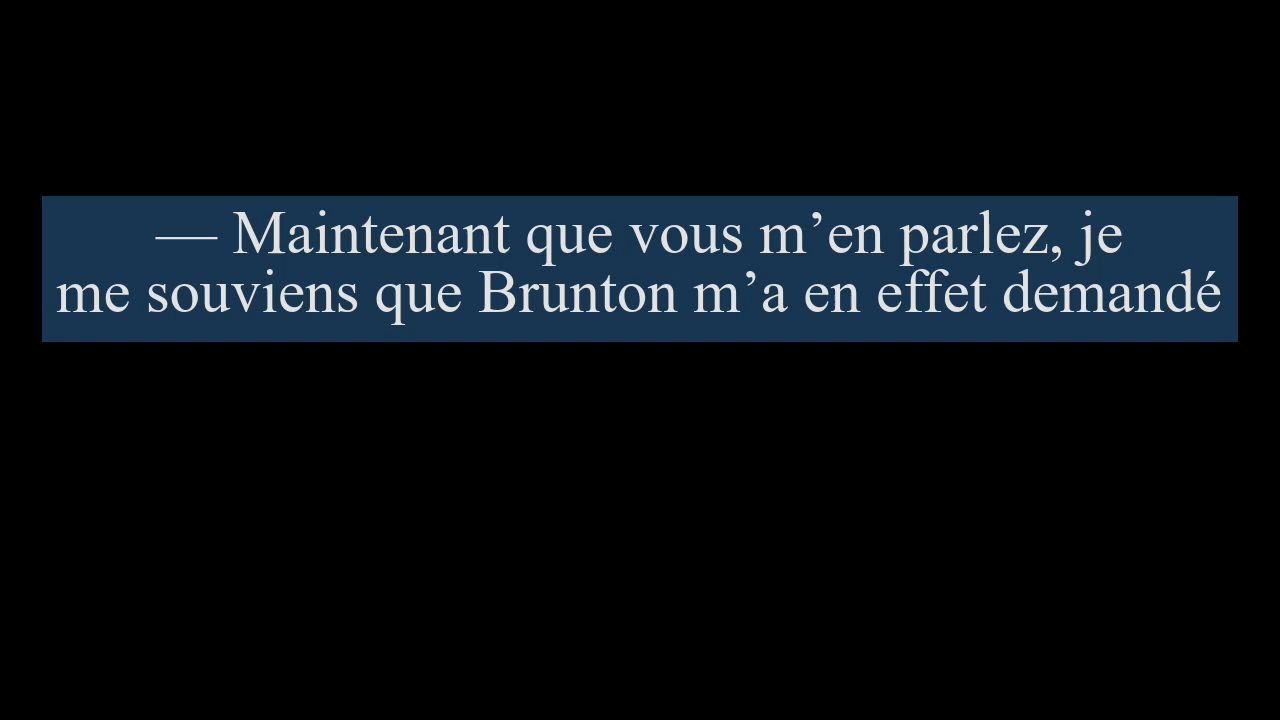 — Maintenant que vous m’en parlez, je
me souviens que Brunton m’a en effet demandé